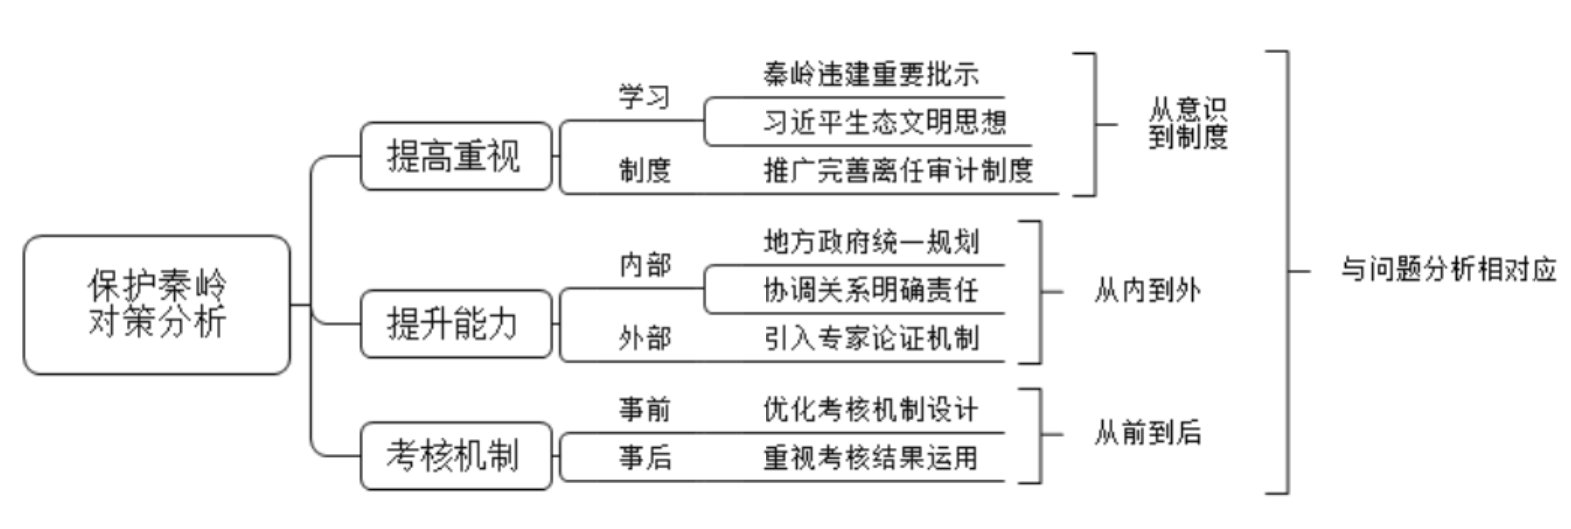 保护秦岭
对策分析
提高重视
学习
秦岭违建重要批示
习近平生态文明思想
制度
推广完善离任审计制度
从意识
到制度
提升能力
内部
地方政府统一规划
协调关系明确责任
外部
引入专家论证机制
从内到外
考核机制
事前
优化考核机制设计
事后
重视考核结果运用
从前到后
与问题分析相对应